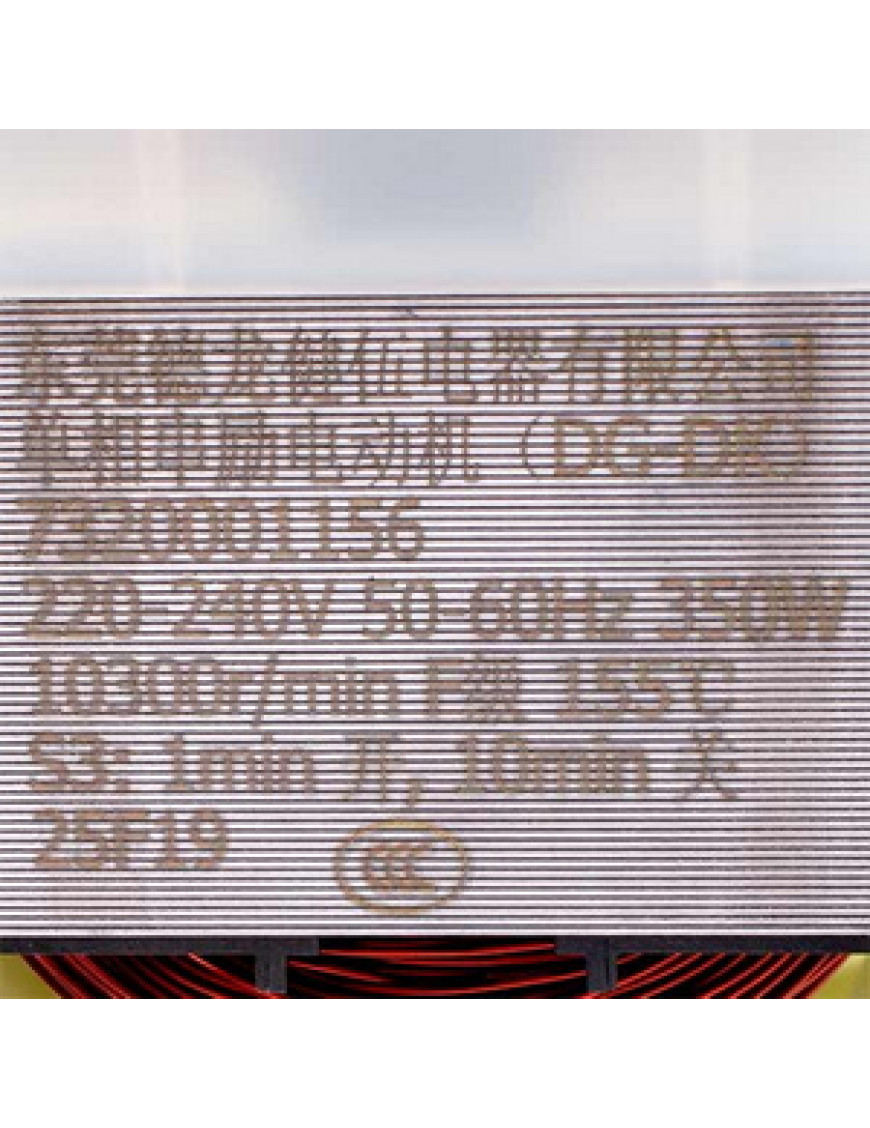 东莞德龙健伍电器有限公司
单相串励电动机（DG-DK）
7320001156
220-240V 50-60Hz 350W
10300r/min F级 155℃
S3: 1min 开, 10min 关
25F19
CCC